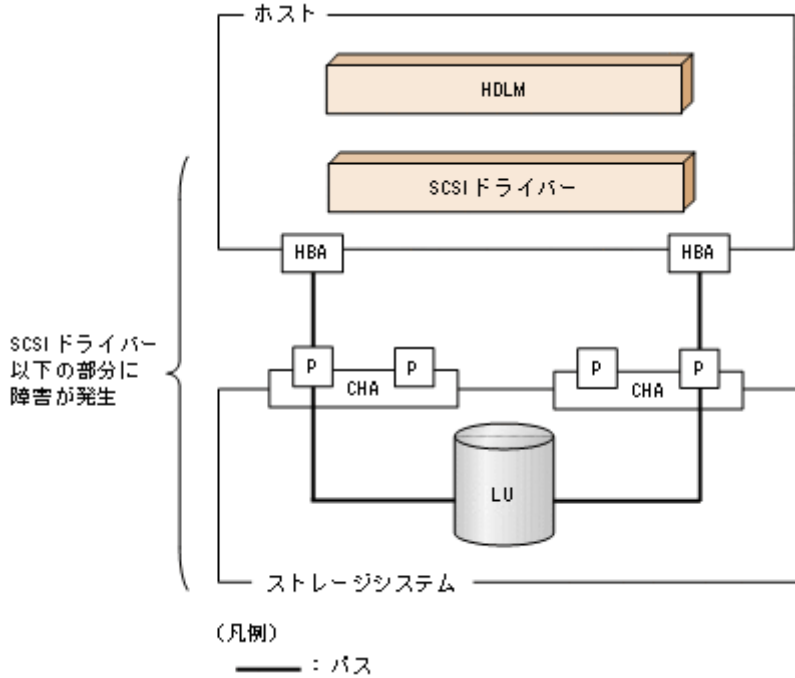 ホスト
HDLM
SCSIドライバー
HBA
HBA
SCSIドライバー
以下の部分に
障害が発生
P
P
CHA
P
P
CHA
LU
ストレージシステム
(凡例)
：パス